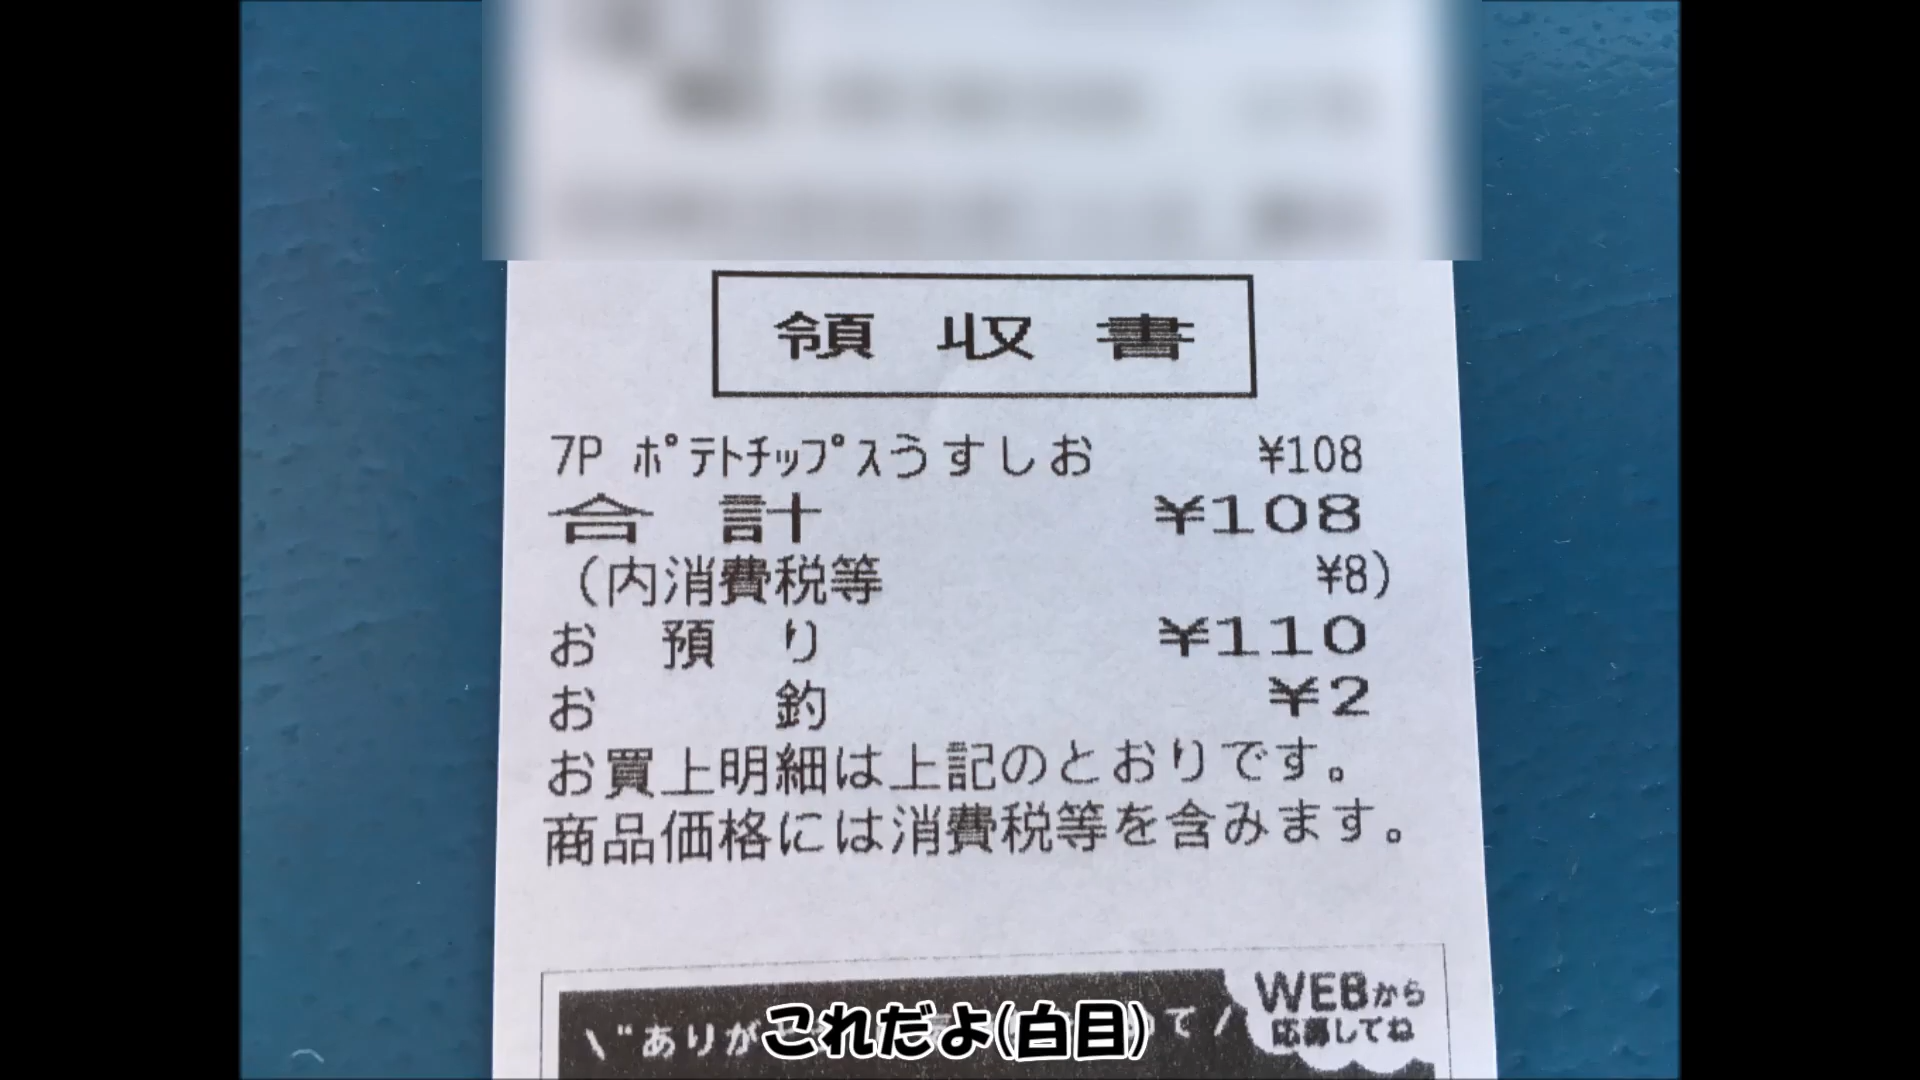 領収書
7P ﾎﾟﾃﾄﾁｯﾌﾟｽうすしお ¥108
合計 ¥108
(内消費税等 ¥8)
お預り ¥110
お釣 ¥2
お買上明細は上記のとおりです。
商品価格には消費税等を含みます。
WEBから
応募してね
\"ありが
て/
これだよ(白目)